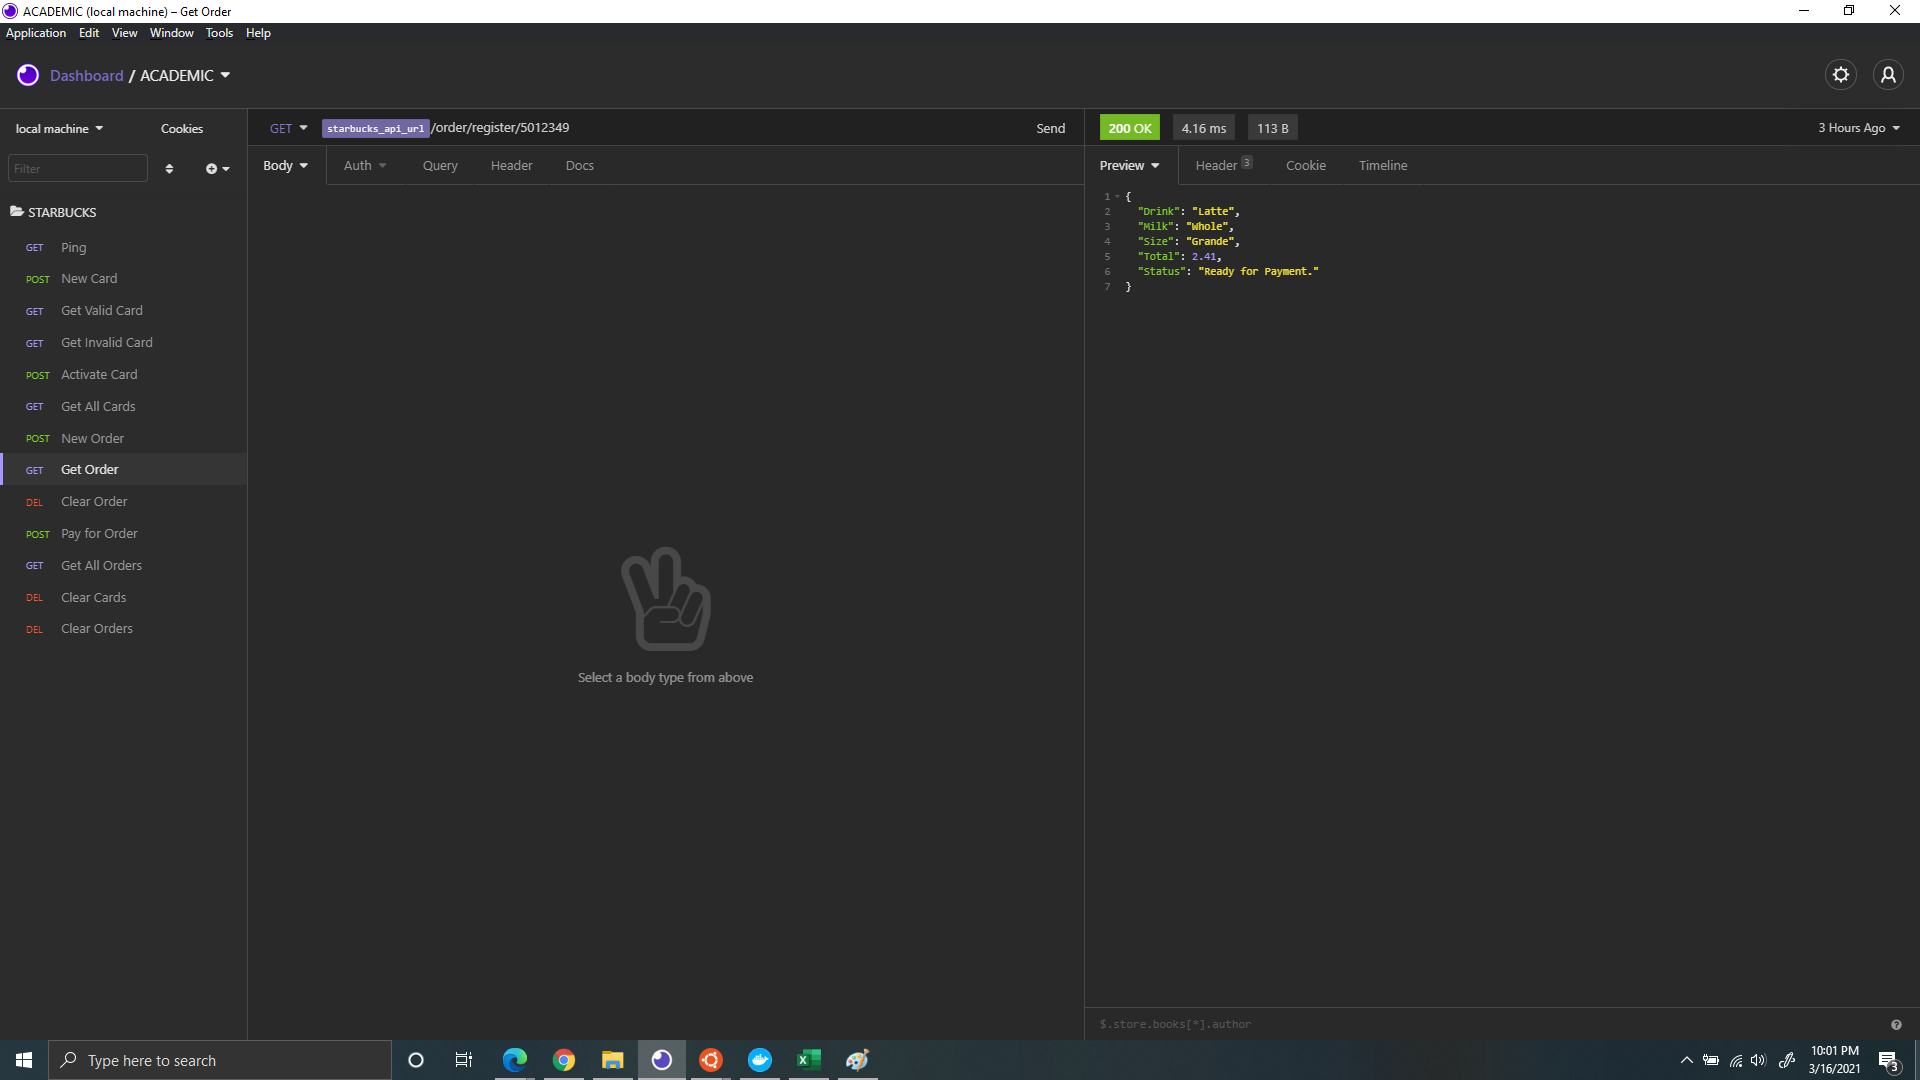 ACADEMIC (local machine) – Get Order
Application Edit View Window Tools Help
Dashboard / ACADEMIC
local machine Cookies
Filter
STARBUCKS
GET Ping
POST New Card
GET Get Valid Card
GET Get Invalid Card
POST Activate Card
GET Get All Cards
POST New Order
GET Get Order
DEL Clear Order
POST Pay for Order
GET Get All Orders
DEL Clear Cards
DEL Clear Orders
GET starbucks_api_url/order/register/5012349 Send
Body Auth Query Header Docs
Select a body type from above
200 OK 4.16 ms 113 B 3 Hours Ago
Preview Header 3 Cookie Timeline
1 {
2 "Drink": "Latte",
3 "Milk": "Whole",
4 "Size": "Grande",
5 "Total": 2.41,
6 "Status": "Ready for Payment."
7 }
$.store.books[*].author
Type here to search
10:01 PM
3/16/2021
3